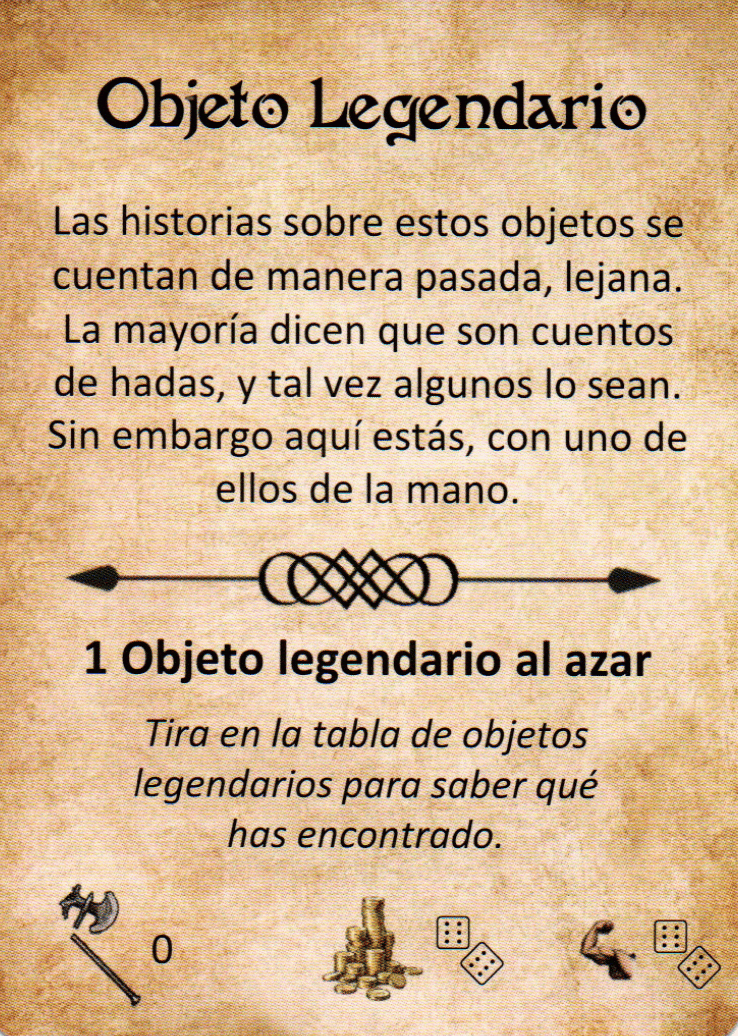 Objeto Legendario
Las historias sobre estos objetos se
cuentan de manera pasada, lejana.
La mayoría dicen que son cuentos
de hadas, y tal vez algunos lo sean.
Sin embargo aquí estás, con uno de
ellos de la mano.
1 Objeto legendario al azar
Tira en la tabla de objetos
legendarios para saber qué
has encontrado.
0